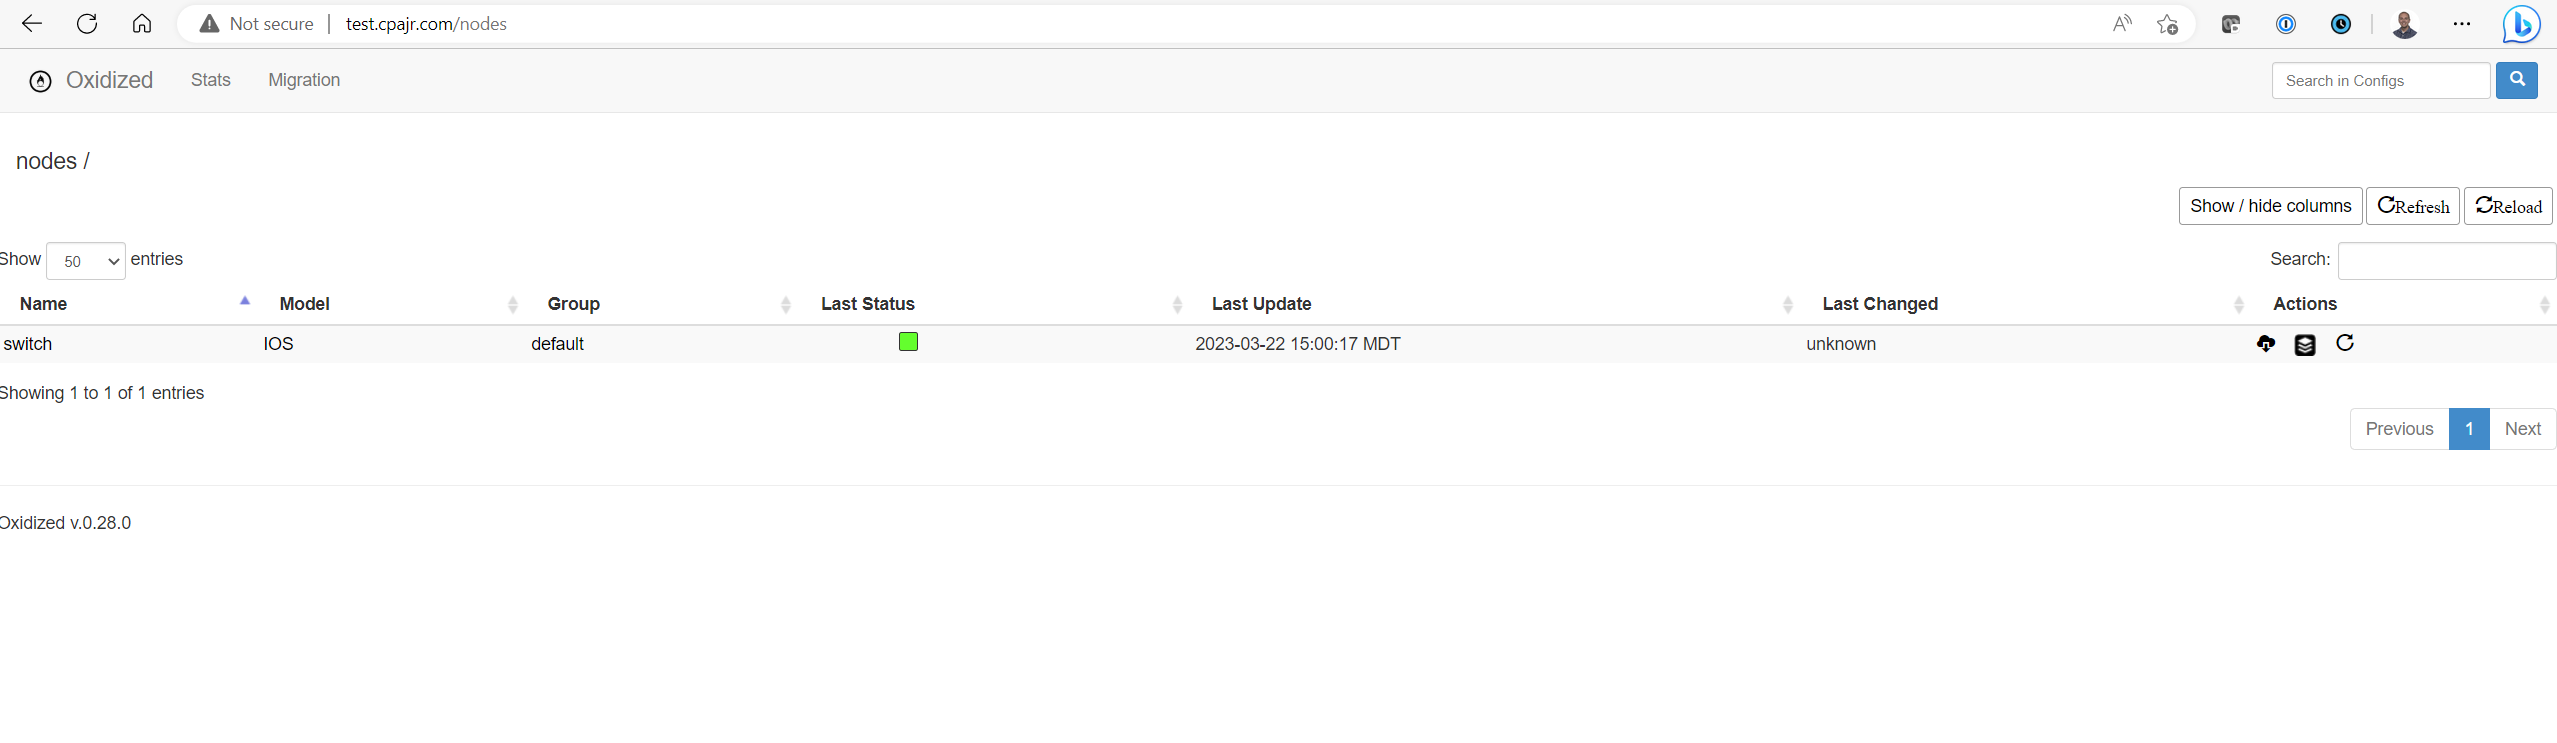 Not secure | test.cpajr.com/nodes
Oxidized Stats Migration Search in Configs
nodes /
Show / hide columns Refresh Reload
Show 50 entries Search:
Name Model Group Last Status Last Update Last Changed Actions
switch IOS default 2023-03-22 15:00:17 MDT unknown
Showing 1 to 1 of 1 entries
Previous 1 Next
Oxidized v.0.28.0